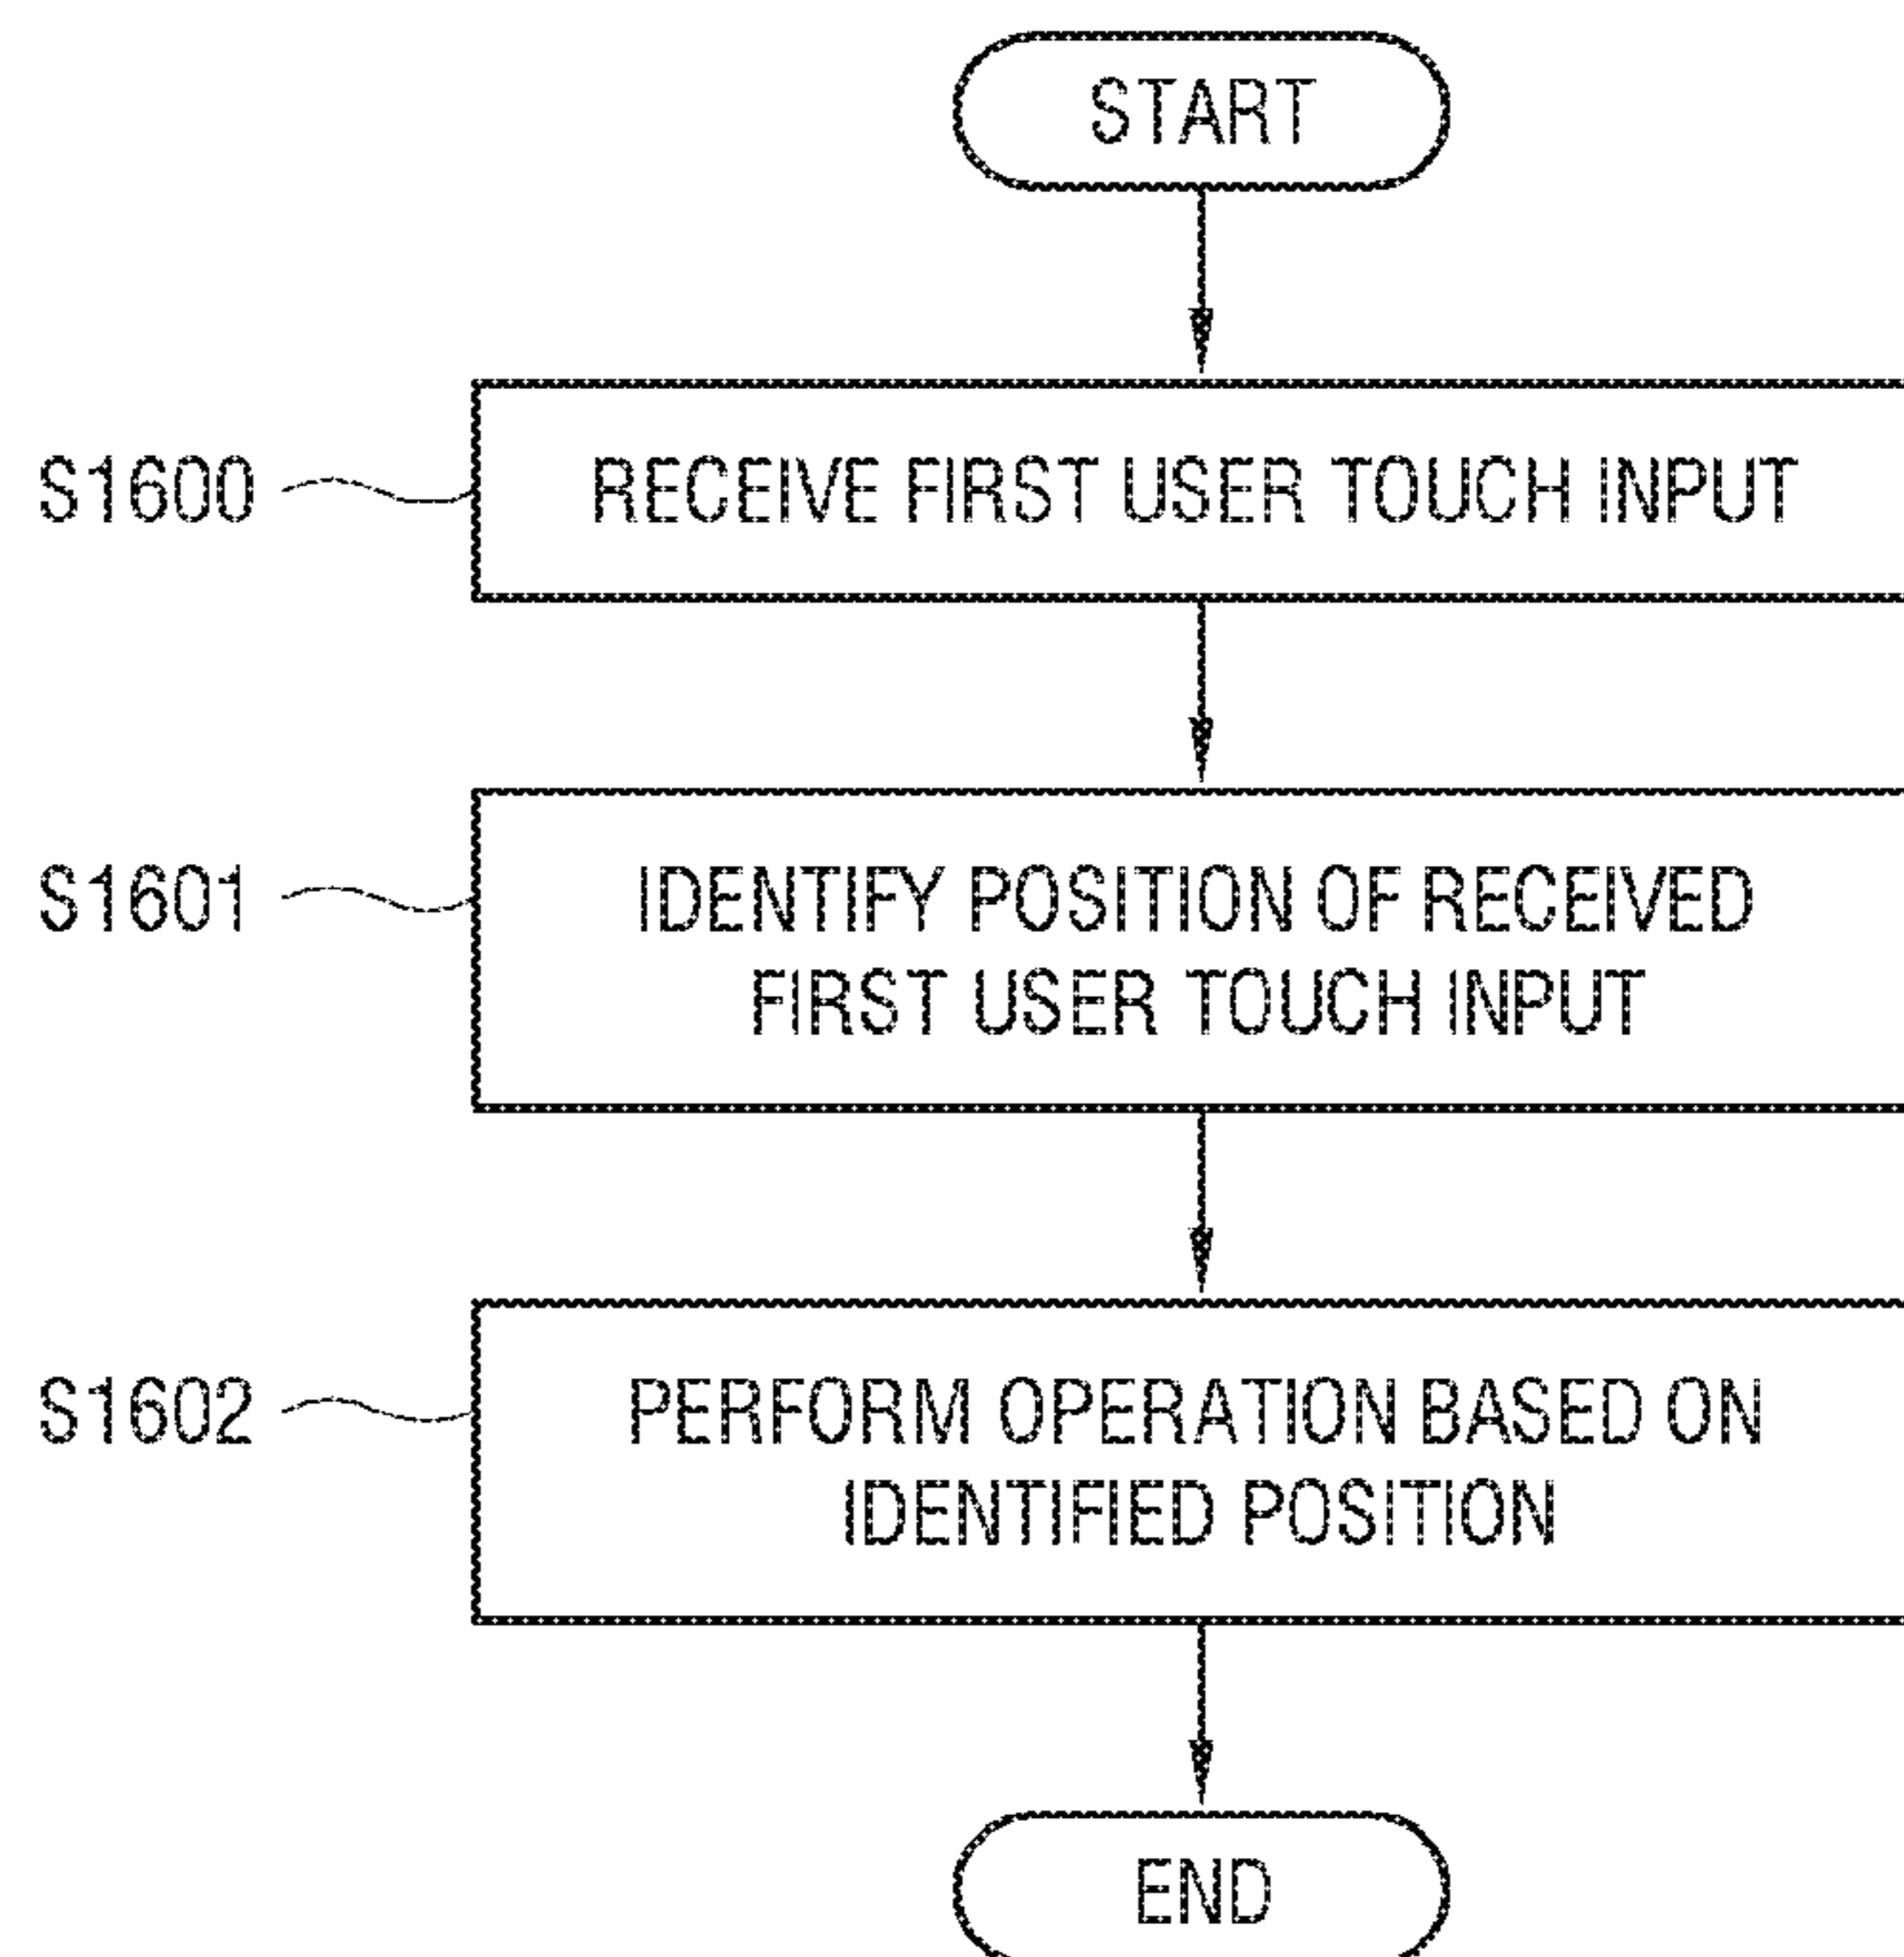 START
S1600
RECEIVE FIRST USER TOUCH INPUT
S1601
IDENTIFY POSITION OF RECEIVED
FIRST USER TOUCH INPUT
S1602
PERFORM OPERATION BASED ON
IDENTIFIED POSITION
END